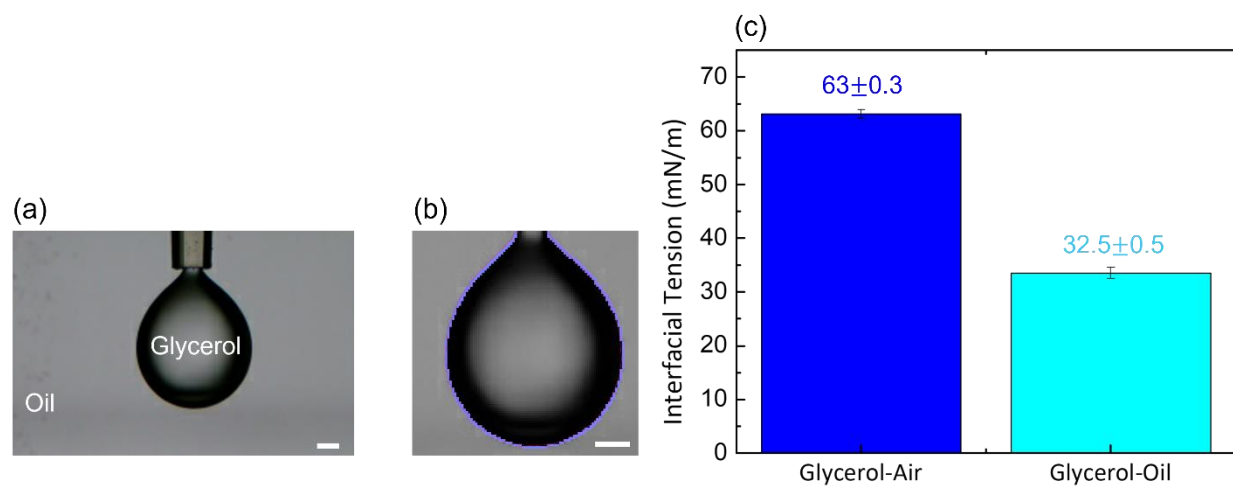 (a)
Glycerol
Oil
(b)
(c)
Interfacial Tension (mN/m)
70
60
50
40
30
20
10
0
63±0.3
32.5±0.5
Glycerol-Air
Glycerol-Oil